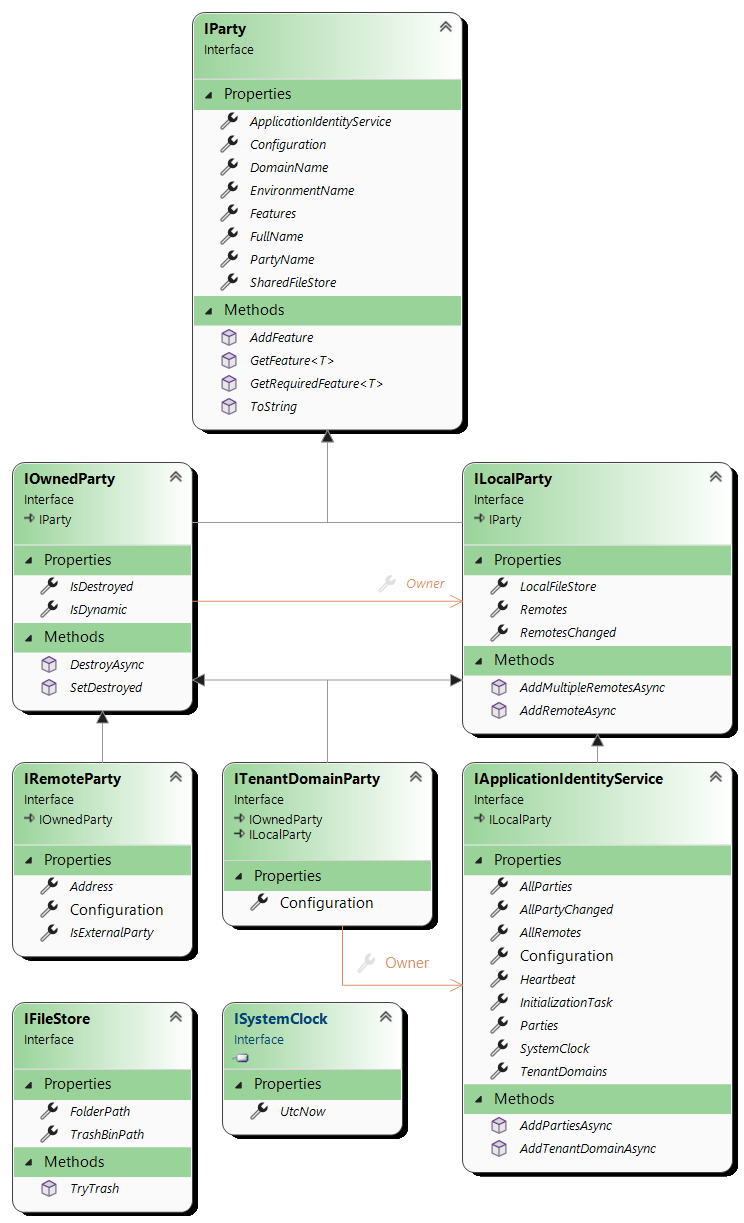 IParty
Interface
Properties
ApplicationIdentityService
Configuration
DomainName
EnvironmentName
Features
FullName
PartyName
SharedFileStore
Methods
AddFeature
GetFeature<T>
GetRequiredFeature<T>
ToString
IOwnedParty
Interface
IParty
Properties
IsDestroyed
IsDynamic
Methods
DestroyAsync
SetDestroyed
Owner
ILocalParty
Interface
IParty
Properties
LocalFileStore
Remotes
RemotesChanged
Methods
AddMultipleRemotesAsync
AddRemoteAsync
IRemoteParty
Interface
IOwnedParty
Properties
Address
Configuration
IsExternalParty
ITenantDomainParty
Interface
IOwnedParty
ILocalParty
Properties
Configuration
Owner
IApplicationIdentityService
Interface
ILocalParty
Properties
AllParties
AllPartyChanged
AllRemotes
Configuration
Heartbeat
InitializationTask
Parties
SystemClock
TenantDomains
Methods
AddPartiesAsync
AddTenantDomainAsync
IFileStore
Interface
Properties
FolderPath
TrashBinPath
Methods
TryTrash
ISystemClock
Interface
Properties
UtcNow